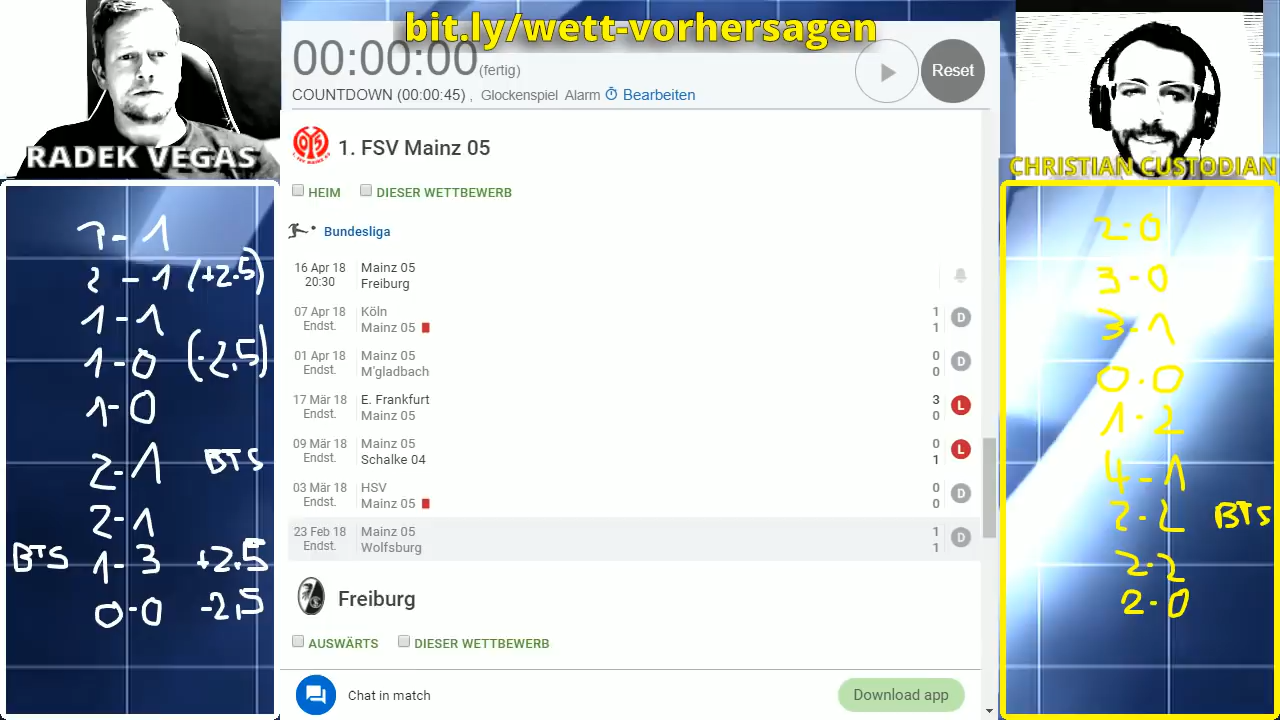 bit.ly/wett-vorhersagen
(fertig)
Reset
COUNTDOWN (00:00:45) , Glockenspiel Alarm Bearbeiten
RADEK VEGAS
CHRISTIAN CUSTODIAN
1. FSV Mainz 05
HEIM DIESER WETTBEWERB
Bundesliga
16 Apr 18 Mainz 05
20:30 Freiburg
07 Apr 18 Köln 1
Endst. Mainz 05 1 D
01 Apr 18 Mainz 05 0
Endst. M'gladbach 0 D
17 Mär 18 E. Frankfurt 3
Endst. Mainz 05 0 L
09 Mär 18 Mainz 05 0
Endst. Schalke 04 1 L
03 Mär 18 HSV 0
Endst. Mainz 05 0 D
23 Feb 18 Mainz 05 1
Endst. Wolfsburg 1 D
Freiburg
AUSWÄRTS DIESER WETTBEWERB
Chat in match
Download app
2 - 1 (+2.5)
1 - 1
1 - 0 (-2.5)
1 - 0
2 - 1 BTS
2 - 1
BTS 1 - 3 +2.5
0 - 0 -2,5
2 - 0
3 - 0
3 - 1
0 - 0
1 - 2
4 - 1
2 - 2 BTS
2 - 2
2 - 0